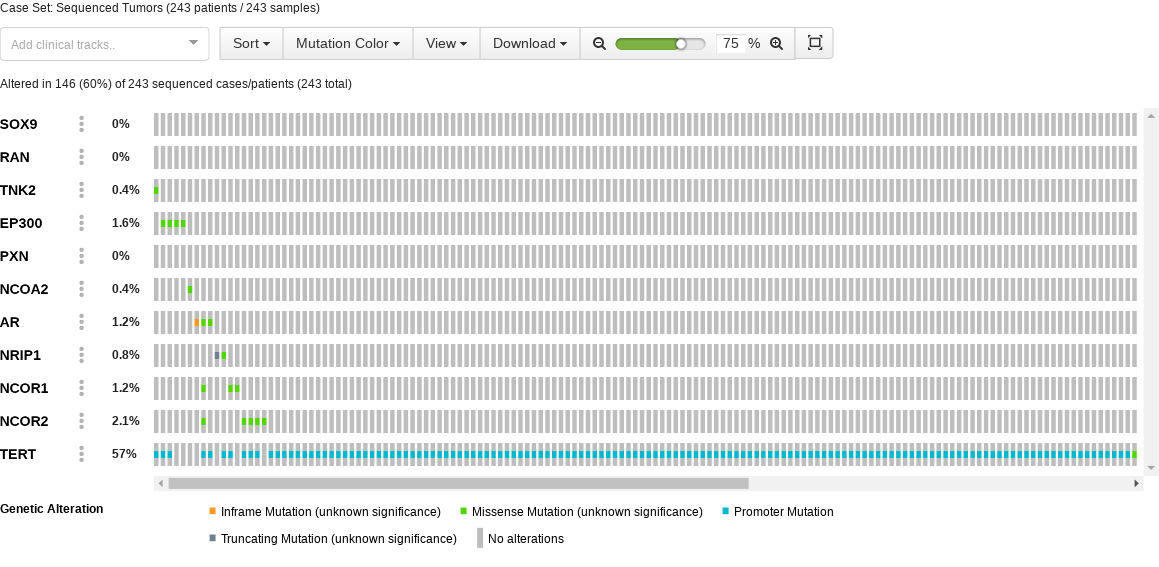 Case Set: Sequenced Tumors (243 patients / 243 samples)
Add clinical tracks.. Sort Mutation Color View Download 75 %
Altered in 146 (60%) of 243 sequenced cases/patients (243 total)
SOX9 0%
RAN 0%
TNK2 0.4%
EP300 1.6%
PXN 0%
NCOA2 0.4%
AR 1.2%
NRIP1 0.8%
NCOR1 1.2%
NCOR2 2.1%
TERT 57%
Genetic Alteration Inframe Mutation (unknown significance) Missense Mutation (unknown significance) Promoter Mutation
Truncating Mutation (unknown significance) No alterations